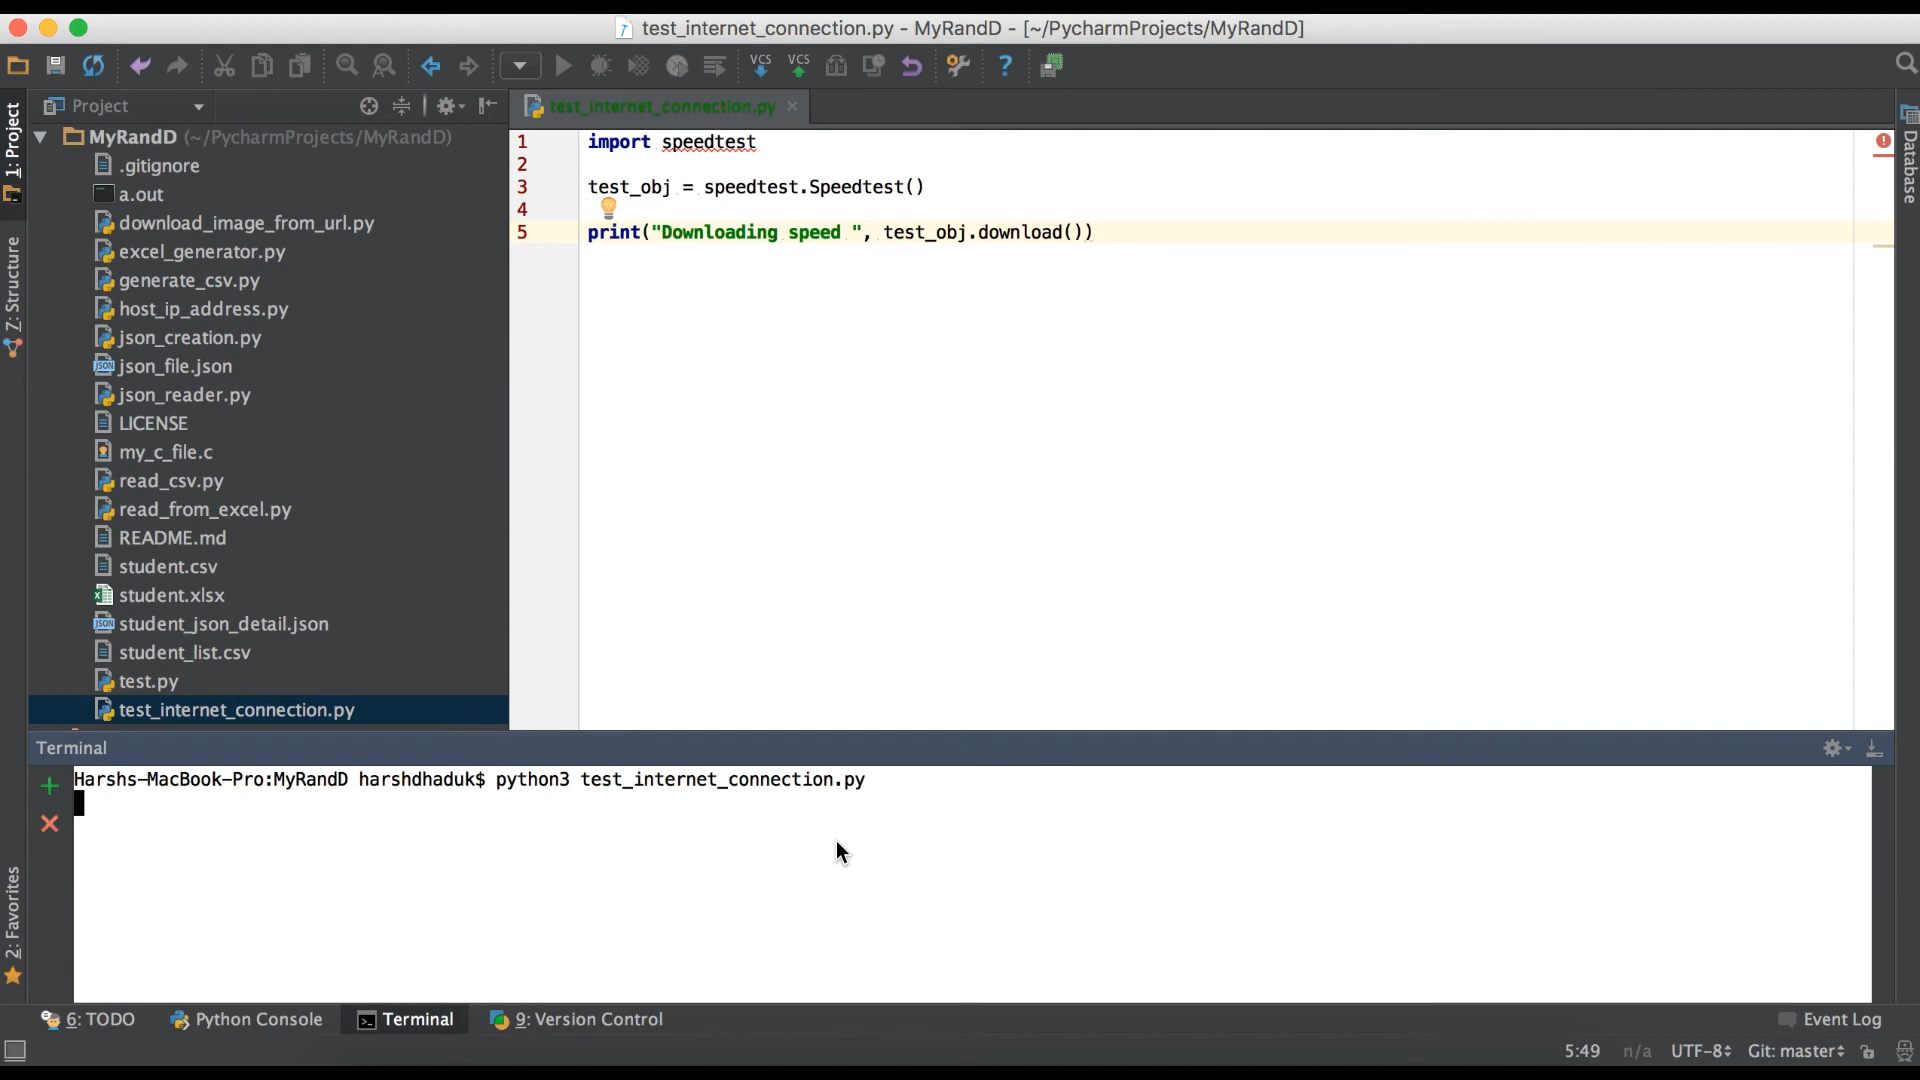 test_internet_connection.py - MyRandD - [~/PycharmProjects/MyRandD]
VCS VCS
Project
test_internet_connection.py
1: Project
Z: Structure
2: Favorites
MyRandD (~/PycharmProjects/MyRandD)
.gitignore
a.out
download_image_from_url.py
excel_generator.py
generate_csv.py
host_ip_address.py
json_creation.py
json_file.json
json_reader.py
LICENSE
my_c_file.c
read_csv.py
read_from_excel.py
README.md
student.csv
student.xlsx
student_json_detail.json
student_list.csv
test.py
test_internet_connection.py
1 import speedtest
2
3 test_obj = speedtest.Speedtest()
4
5 print("Downloading speed ", test_obj.download())
Database
Terminal
Harshs-MacBook-Pro:MyRandD harshdhaduk$ python3 test_internet_connection.py
6: TODO Python Console Terminal 9: Version Control Event Log
5:49 n/a UTF-8 Git: master